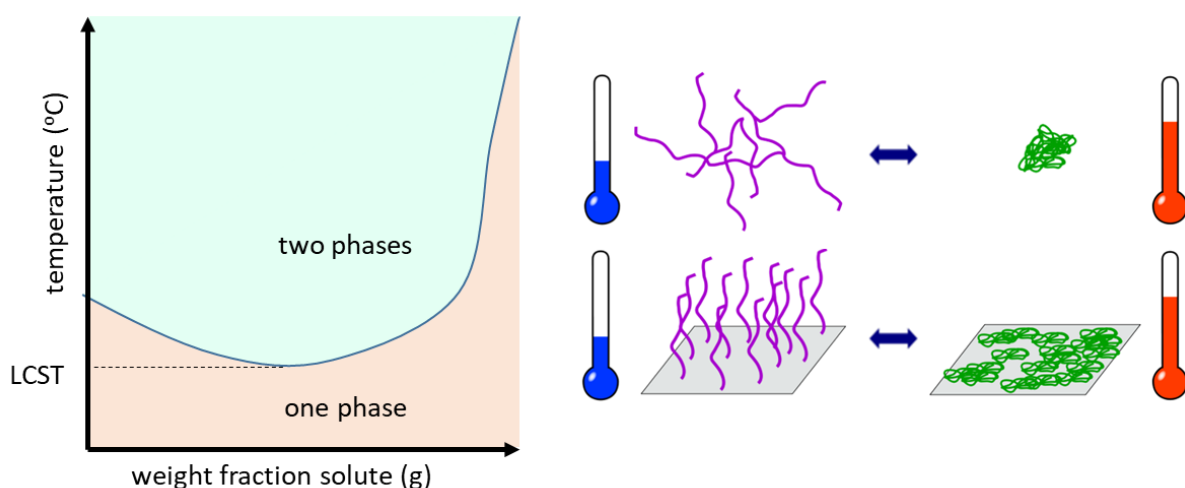 temperature (°C)
two phases
LCST
one phase
weight fraction solute (g)